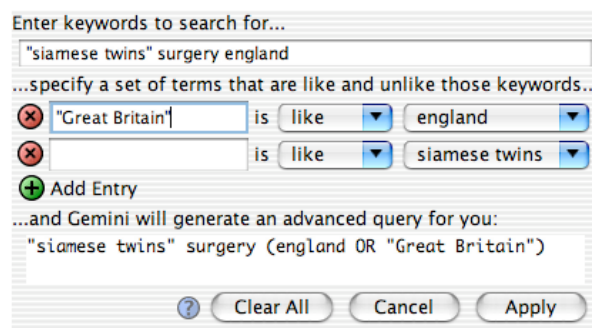 Enter keywords to search for...
"siamese twins" surgery england
...specify a set of terms that are like and unlike those keywords..
"Great Britain" is like england
is like siamese twins
Add Entry
...and Gemini will generate an advanced query for you:
"siamese twins" surgery (england OR "Great Britain")
? Clear All Cancel Apply